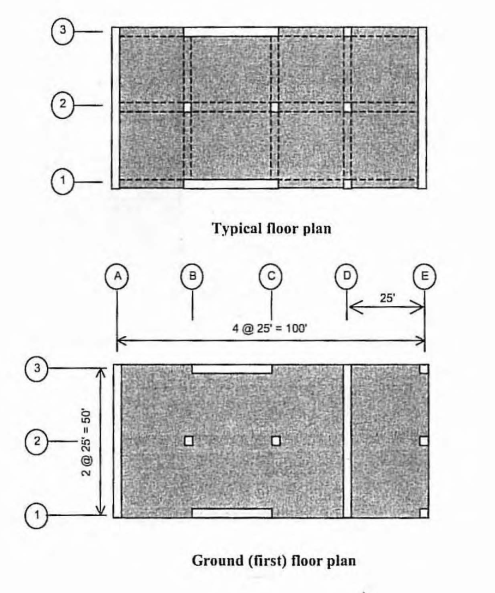 3
2
1
Typical floor plan
A B C D E
25'
4 @ 25' = 100'
3
2 @ 25' = 50'
2
1
Ground (first) floor plan